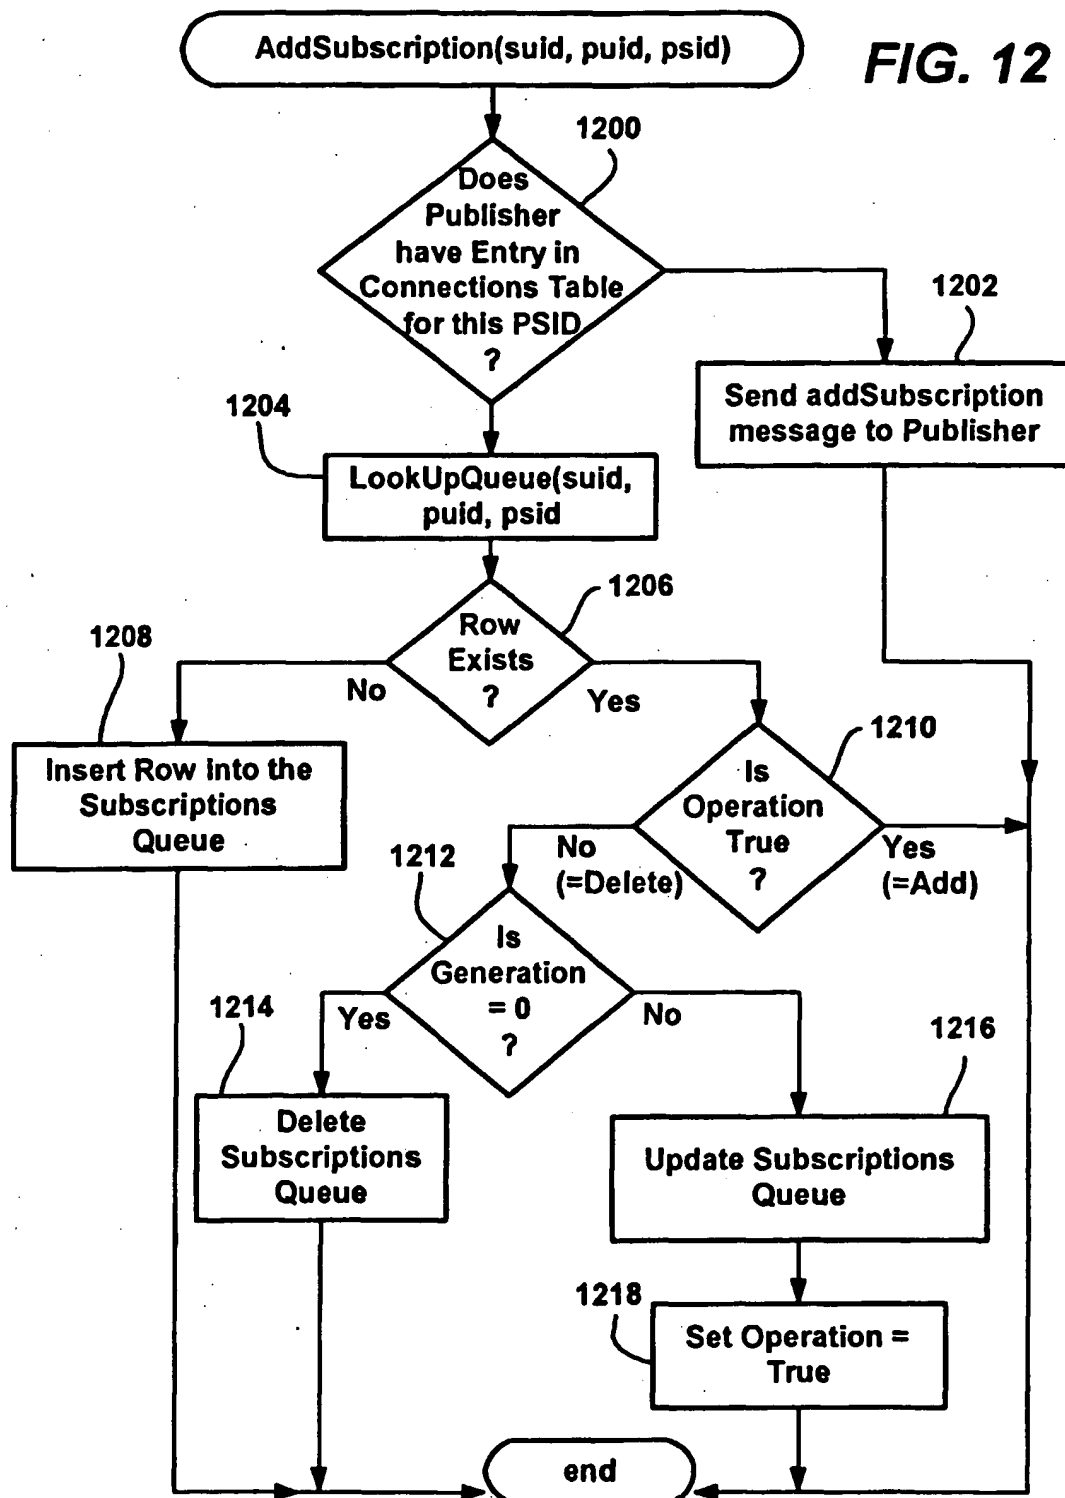 AddSubscription(suid, puid, psid)
FIG. 12
1200
Does
Publisher
have Entry in
Connections Table
for this PSID
?
1202
Send addSubscription
message to Publisher
1204
LookUpQueue(suid,
puid, psid
1206
Row
Exists
?
No
Yes
1208
Insert Row into the
Subscriptions
Queue
1210
Is
Operation
True
?
No
(=Delete)
Yes
(=Add)
1212
Is
Generation
= 0
?
Yes
No
1214
Delete
Subscriptions
Queue
1216
Update Subscriptions
Queue
1218
Set Operation =
True
end